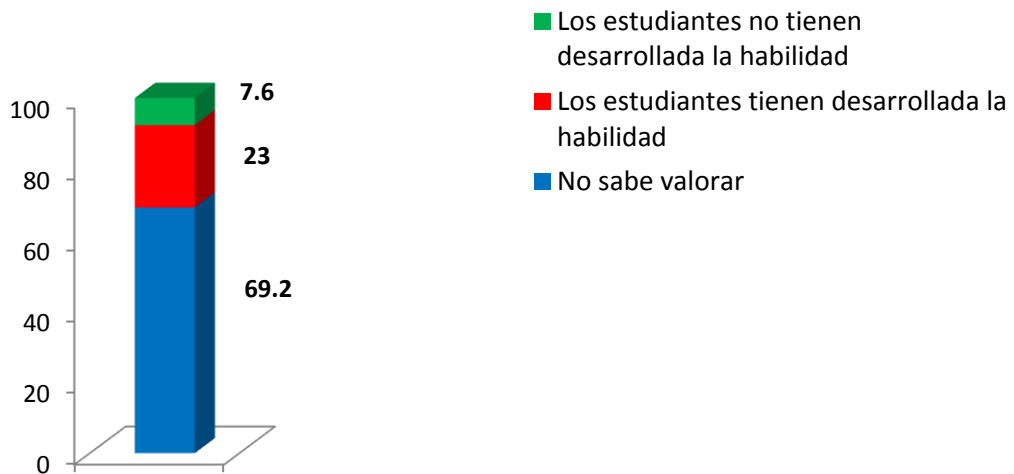 Los estudiantes no tienen
desarrollada la habilidad
Los estudiantes tienen desarrollada la
habilidad
No sabe valorar
7.6
23
69.2
100
80
60
40
20
0